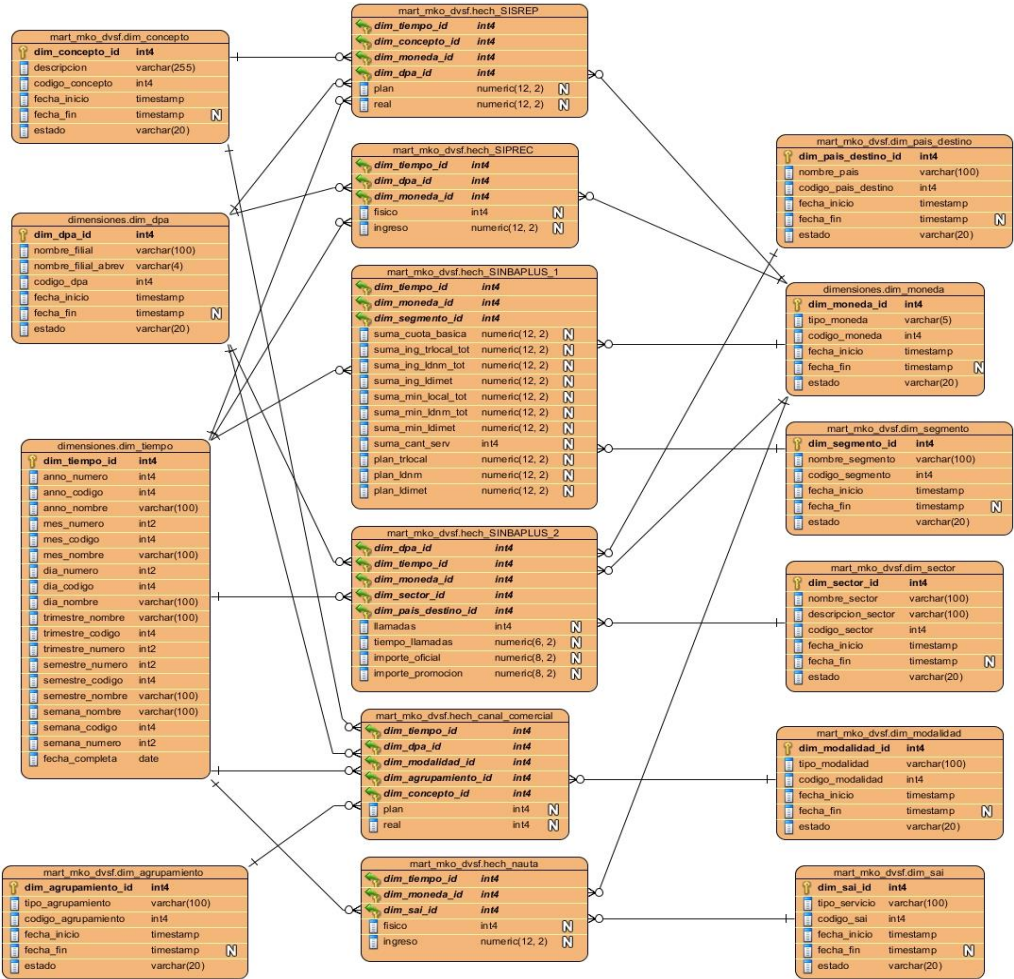 mart_mko_dvsf.dim_concepto
dim_concepto_id int4
descripcion varchar(255)
codigo_concepto int4
fecha_inicio timestamp
fecha_fin timestamp N
estado varchar(20)
dimensiones.dim_dpa
dim_dpa_id int4
nombre_filial varchar(100)
nombre_filial_abrev varchar(4)
codigo_dpa int4
fecha_inicio timestamp
fecha_fin timestamp N
estado varchar(20)
dimensiones.dim_tiempo
dim_tiempo_id int4
anno_numero int4
anno_codigo int4
anno_nombre varchar(100)
mes_numero int2
mes_codigo int4
mes_nombre varchar(100)
dia_numero int2
dia_codigo int4
dia_nombre varchar(100)
trimestre_nombre varchar(100)
trimestre_codigo int4
trimestre_numero int2
semestre_numero int2
semestre_codigo int4
semestre_nombre varchar(100)
semana_nombre varchar(100)
semana_codigo int4
semana_numero int2
fecha_completa date
mart_mko_dvsf.dim_agrupamiento
dim_agrupamiento_id int4
tipo_agrupamiento varchar(100)
codigo_agrupamiento int4
fecha_inicio timestamp
fecha_fin timestamp N
estado varchar(20)
mart_mko_dvsf.hech_SISREP
dim_tiempo_id int4
dim_concepto_id int4
dim_moneda_id int4
dim_dpa_id int4
plan numeric(12, 2) N
real numeric(12, 2) N
mart_mko_dvsf.hech_SIPREC
dim_tiempo_id int4
dim_dpa_id int4
dim_moneda_id int4
fisico int4 N
ingreso numeric(12, 2) N
mart_mko_dvsf.hech_SINBAPLUS_1
dim_tiempo_id int4
dim_moneda_id int4
dim_segmento_id int4
suma_cuota_basica numeric(12, 2) N
suma_ing_trlocal_tot numeric(12, 2) N
suma_ing_ldnm_tot numeric(12, 2) N
suma_ing_ldimet numeric(12, 2) N
suma_min_local_tot numeric(12, 2) N
suma_min_ldnm_tot numeric(12, 2) N
suma_min_ldimet numeric(12, 2) N
suma_cant_serv int4 N
plan_trlocal numeric(12, 2) N
plan_ldnm numeric(12, 2) N
plan_ldimet numeric(12, 2) N
mart_mko_dvsf.hech_SINBAPLUS_2
dim_dpa_id int4
dim_tiempo_id int4
dim_moneda_id int4
dim_sector_id int4
dim_pais_destino_id int4
llamadas int4 N
tiempo_llamadas numeric(6, 2) N
importe_oficial numeric(8, 2) N
importe_promocion numeric(8, 2) N
mart_mko_dvsf.hech_canal_comercial
dim_tiempo_id int4
dim_dpa_id int4
dim_modalidad_id int4
dim_agrupamiento_id int4
dim_concepto_id int4
plan int4 N
real int4 N
mart_mko_dvsf.hech_nauta
dim_tiempo_id int4
dim_moneda_id int4
dim_sai_id int4
fisico int4 N
ingreso numeric(12, 2) N
mart_mko_dvsf.dim_pais_destino
dim_pais_destino_id int4
nombre_pais varchar(100)
codigo_pais_destino int4
fecha_inicio timestamp
fecha_fin timestamp N
estado varchar(20)
dimensiones.dim_moneda
dim_moneda_id int4
tipo_moneda varchar(5)
codigo_moneda int4
fecha_inicio timestamp
fecha_fin timestamp N
estado varchar(20)
mart_mko_dvsf.dim_segmento
dim_segmento_id int4
nombre_segmento varchar(100)
codigo_segmento int4
fecha_inicio timestamp
fecha_fin timestamp N
estado varchar(20)
mart_mko_dvsf.dim_sector
dim_sector_id int4
nombre_sector varchar(100)
descripcion_sector varchar(100)
codigo_sector int4
fecha_inicio timestamp
fecha_fin timestamp N
estado varchar(20)
mart_mko_dvsf.dim_modalidad
dim_modalidad_id int4
tipo_modalidad varchar(100)
codigo_modalidad int4
fecha_inicio timestamp
fecha_fin timestamp N
estado varchar(20)
mart_mko_dvsf.dim_sai
dim_sai_id int4
tipo_servicio varchar(100)
codigo_sai int4
fecha_inicio timestamp
fecha_fin timestamp N
estado varchar(20)